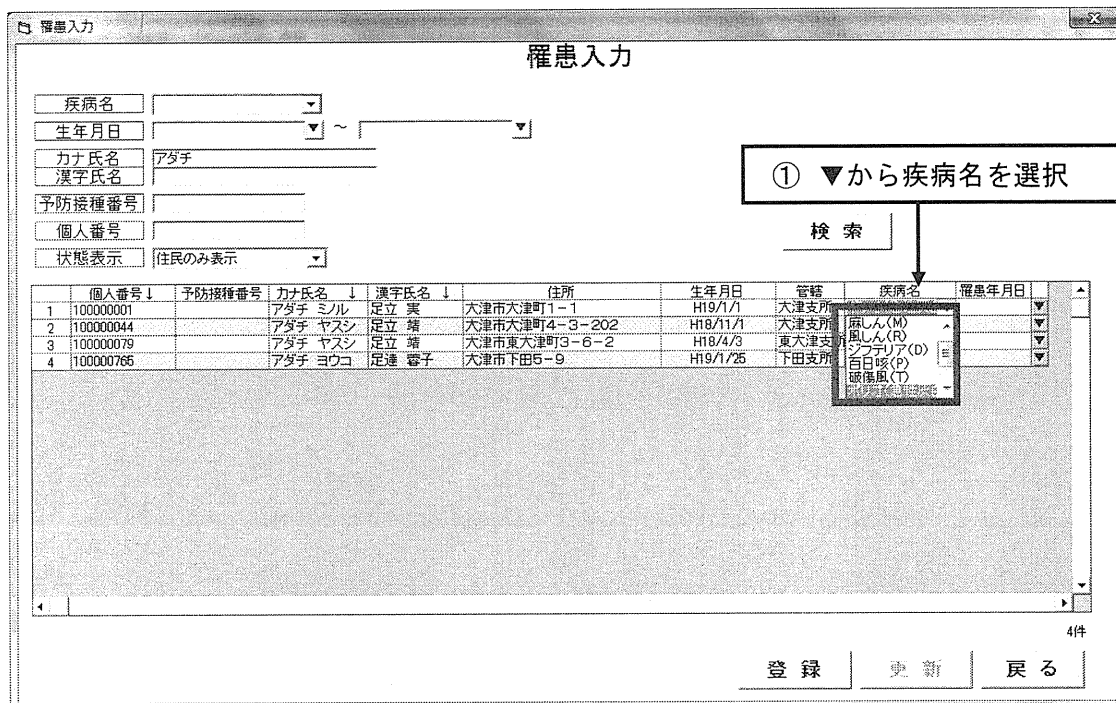 罹患入力
罹患入力
疾病名
生年月日 ~
カナ氏名 アダチ
漢字氏名
予防接種番号
個人番号
状態表示 住民のみ表示
① ▼から疾病名を選択
検 索
個人番号↓ 予防接種番号 カナ氏名 ↓ 漢字氏名 ↓ 住所 生年月日 管轄 疾病名 罹患年月日
1 100000001 アダチ ミノル 足立 実 大津市大津町1-1 H19/1/1 大津支所
2 100000044 アダチ ヤスシ 足立 靖 大津市大津町4-3-202 H18/11/1 大津支所
3 100000079 アダチ ヤスシ 足立 靖 大津市東大津町3-6-2 H18/4/3 東大津支
4 100000765 アダチ ヨウコ 足達 蓉子 大津市下田5-9 H19/1/25 下田支所
麻しん(M)
風しん(R)
ジフテリア(D)
百日咳(P)
破傷風(T)
4件
登 録 更 新 戻 る